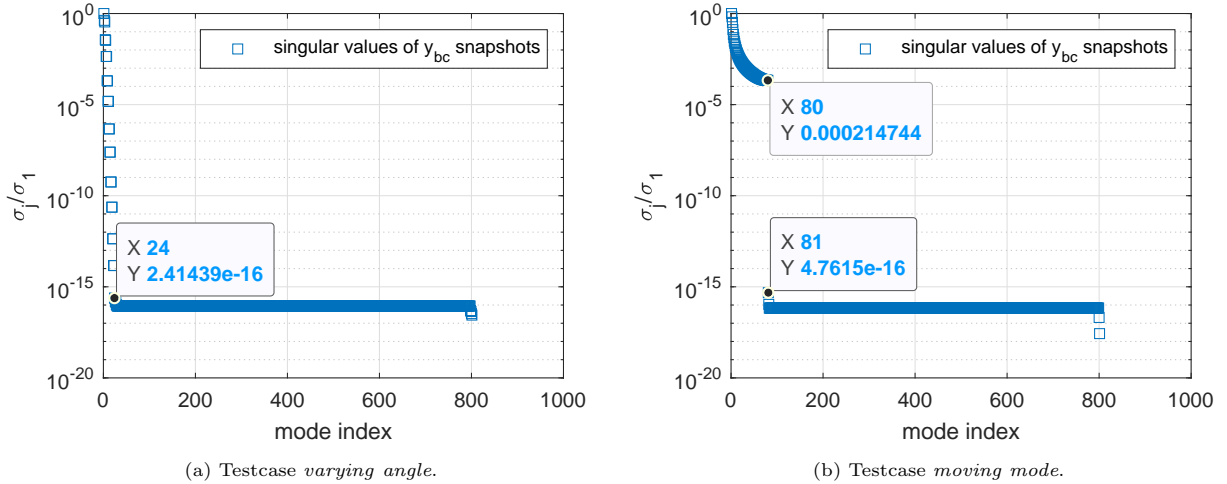 10^0
10^-5
10^-10
10^-15
10^-20
σ_j/σ_1
singular values of y_bc snapshots
X 24
Y 2.41439e-16
0 200 400 600 800 1000
mode index
(a) Testcase varying angle.
10^0
10^-5
10^-10
10^-15
10^-20
σ_j/σ_1
singular values of y_bc snapshots
X 80
Y 0.000214744
X 81
Y 4.7615e-16
0 200 400 600 800 1000
mode index
(b) Testcase moving mode.